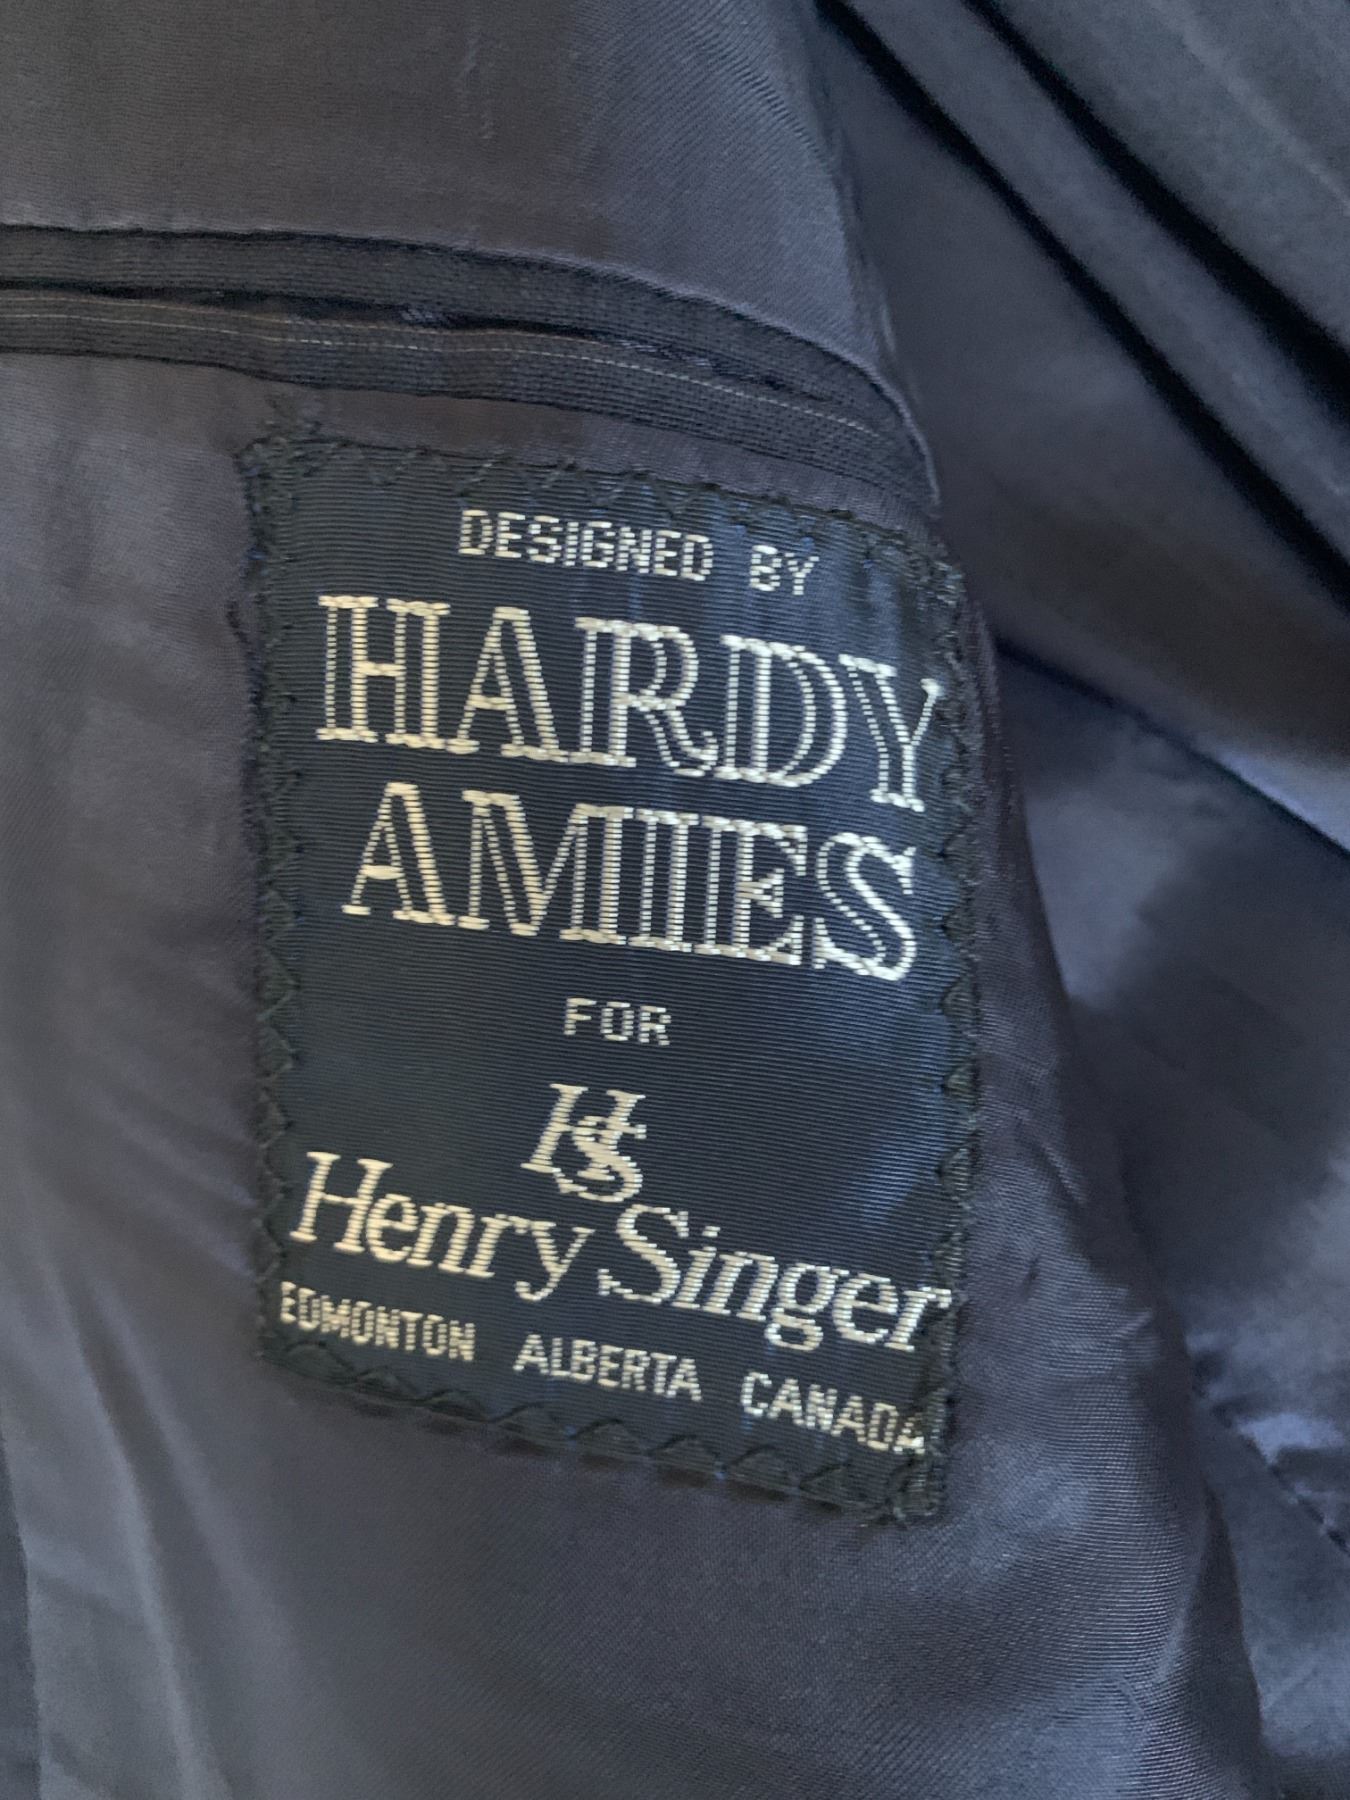 DESIGNED BY
HARDY
AMIES
FOR
HS
Henry Singer
EDMONTON ALBERTA CANADA